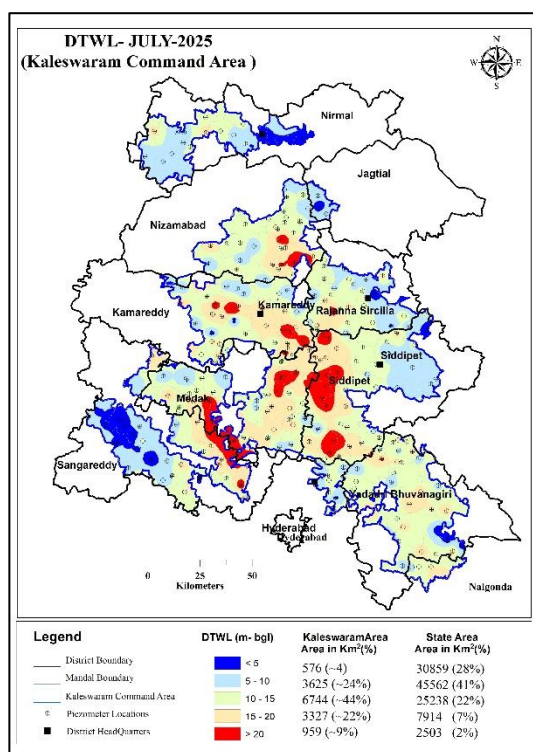 DTWL- JULY-2025
(Kaleswaram Command Area )
N
W E
S
Nirmal
Jagtial
Nizamabad
Kamareddy
Kamareddy
Rajanna Sircilla
Siddipet
Siddipet
Medak
Sangareddy
Yadadri Bhuvanagiri
Hyderabad
Hyderabad
Nalgonda
0 25 50
Kilometers
Legend
District Boundary
Mandal Boundary
Kaleswaram Command Area
Piezometer Locations
District HeadQuarters
DTWL (m- bgl) KaleswaramArea Area in Km²(%) State Area Area in Km²(%)
< 5 576 (~4) 30859 (28%)
5 - 10 3625 (~24%) 45562 (41%)
10 - 15 6744 (~44%) 25238 (22%)
15 - 20 3327 (~22%) 7914 (7%)
> 20 959 (~9%) 2503 (2%)